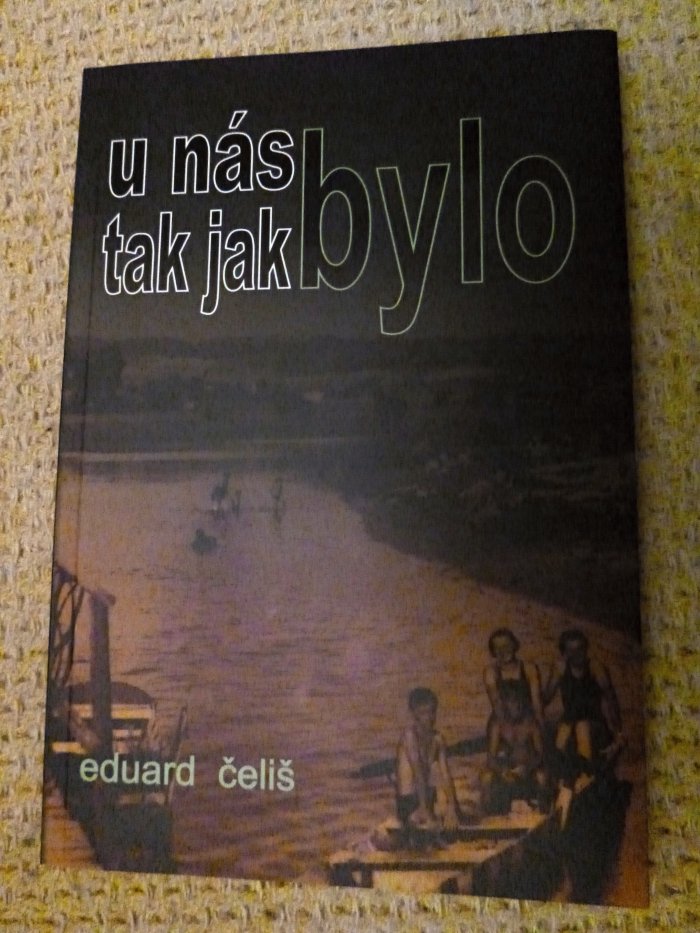 u nás
tak jak bylo
eduard čeliš